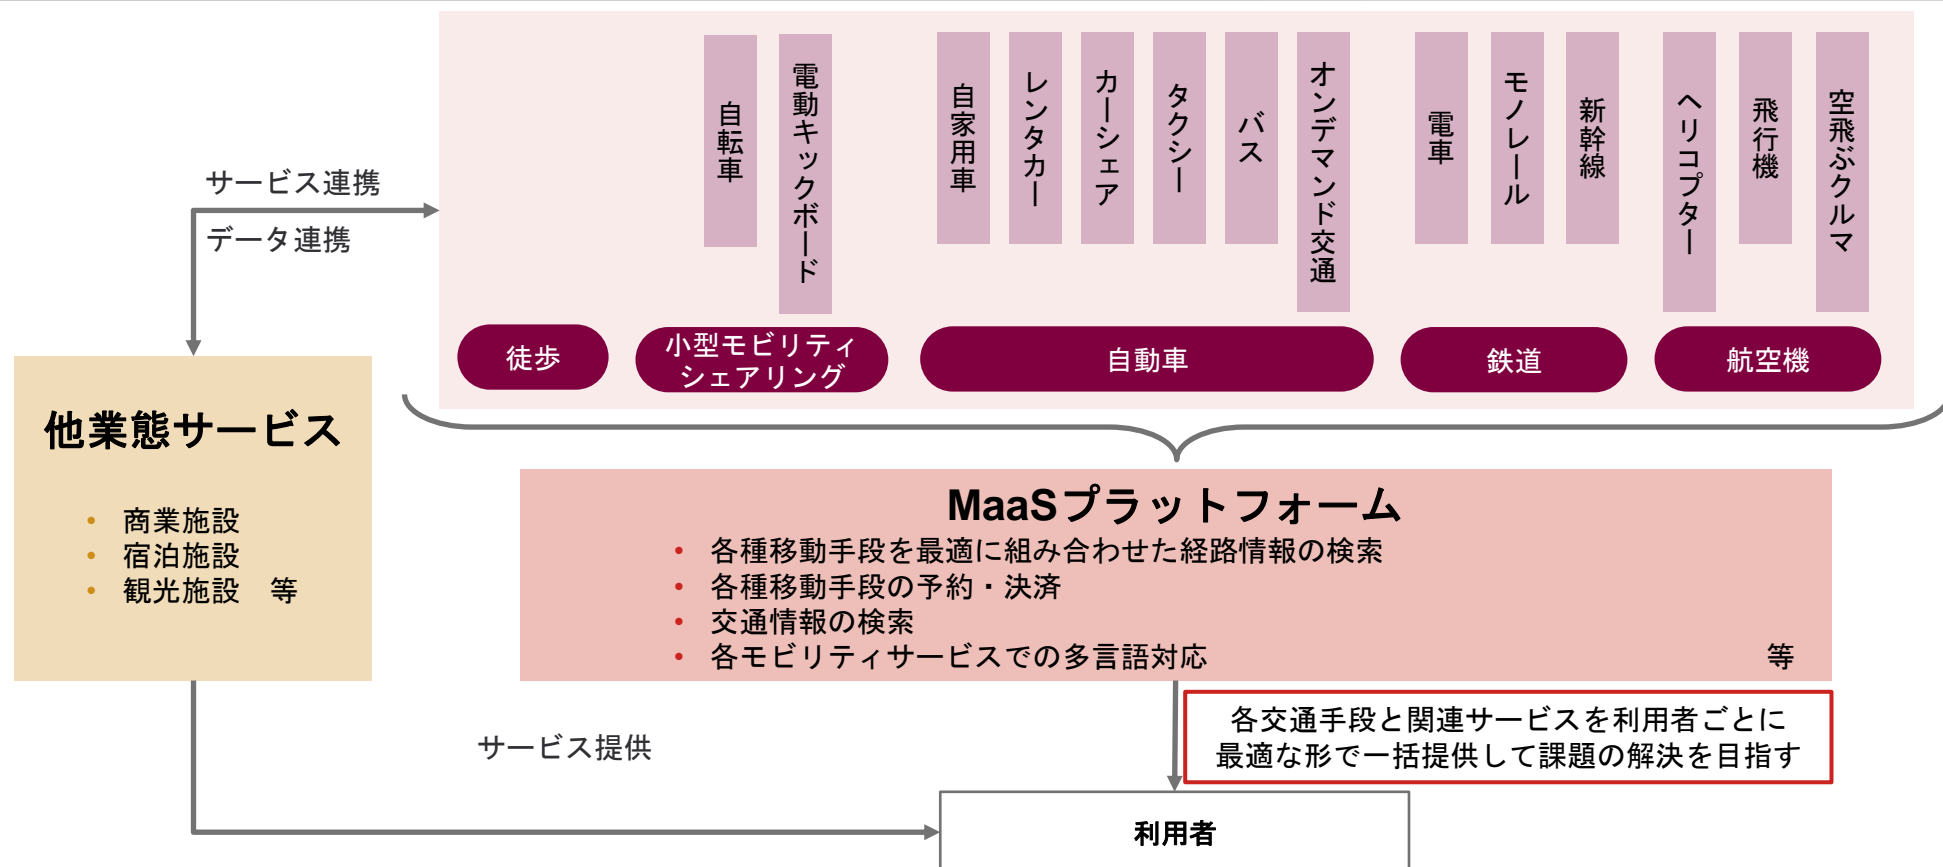 自転車
電動キックボード
自家用車
レンタカー
カーシェア
タクシー
バス
オンデマンド交通
電車
モノレール
新幹線
ヘリコプター
飛行機
空飛ぶクルマ
サービス連携
データ連携
徒歩
小型モビリティ
シェアリング
自動車
鉄道
航空機
他業態サービス
• 商業施設
• 宿泊施設
• 観光施設　等
MaaSプラットフォーム
• 各種移動手段を最適に組み合わせた経路情報の検索
• 各種移動手段の予約・決済
• 交通情報の検索
• 各モビリティサービスでの多言語対応　等
各交通手段と関連サービスを利用者ごとに
最適な形で一括提供して課題の解決を目指す
サービス提供
利用者